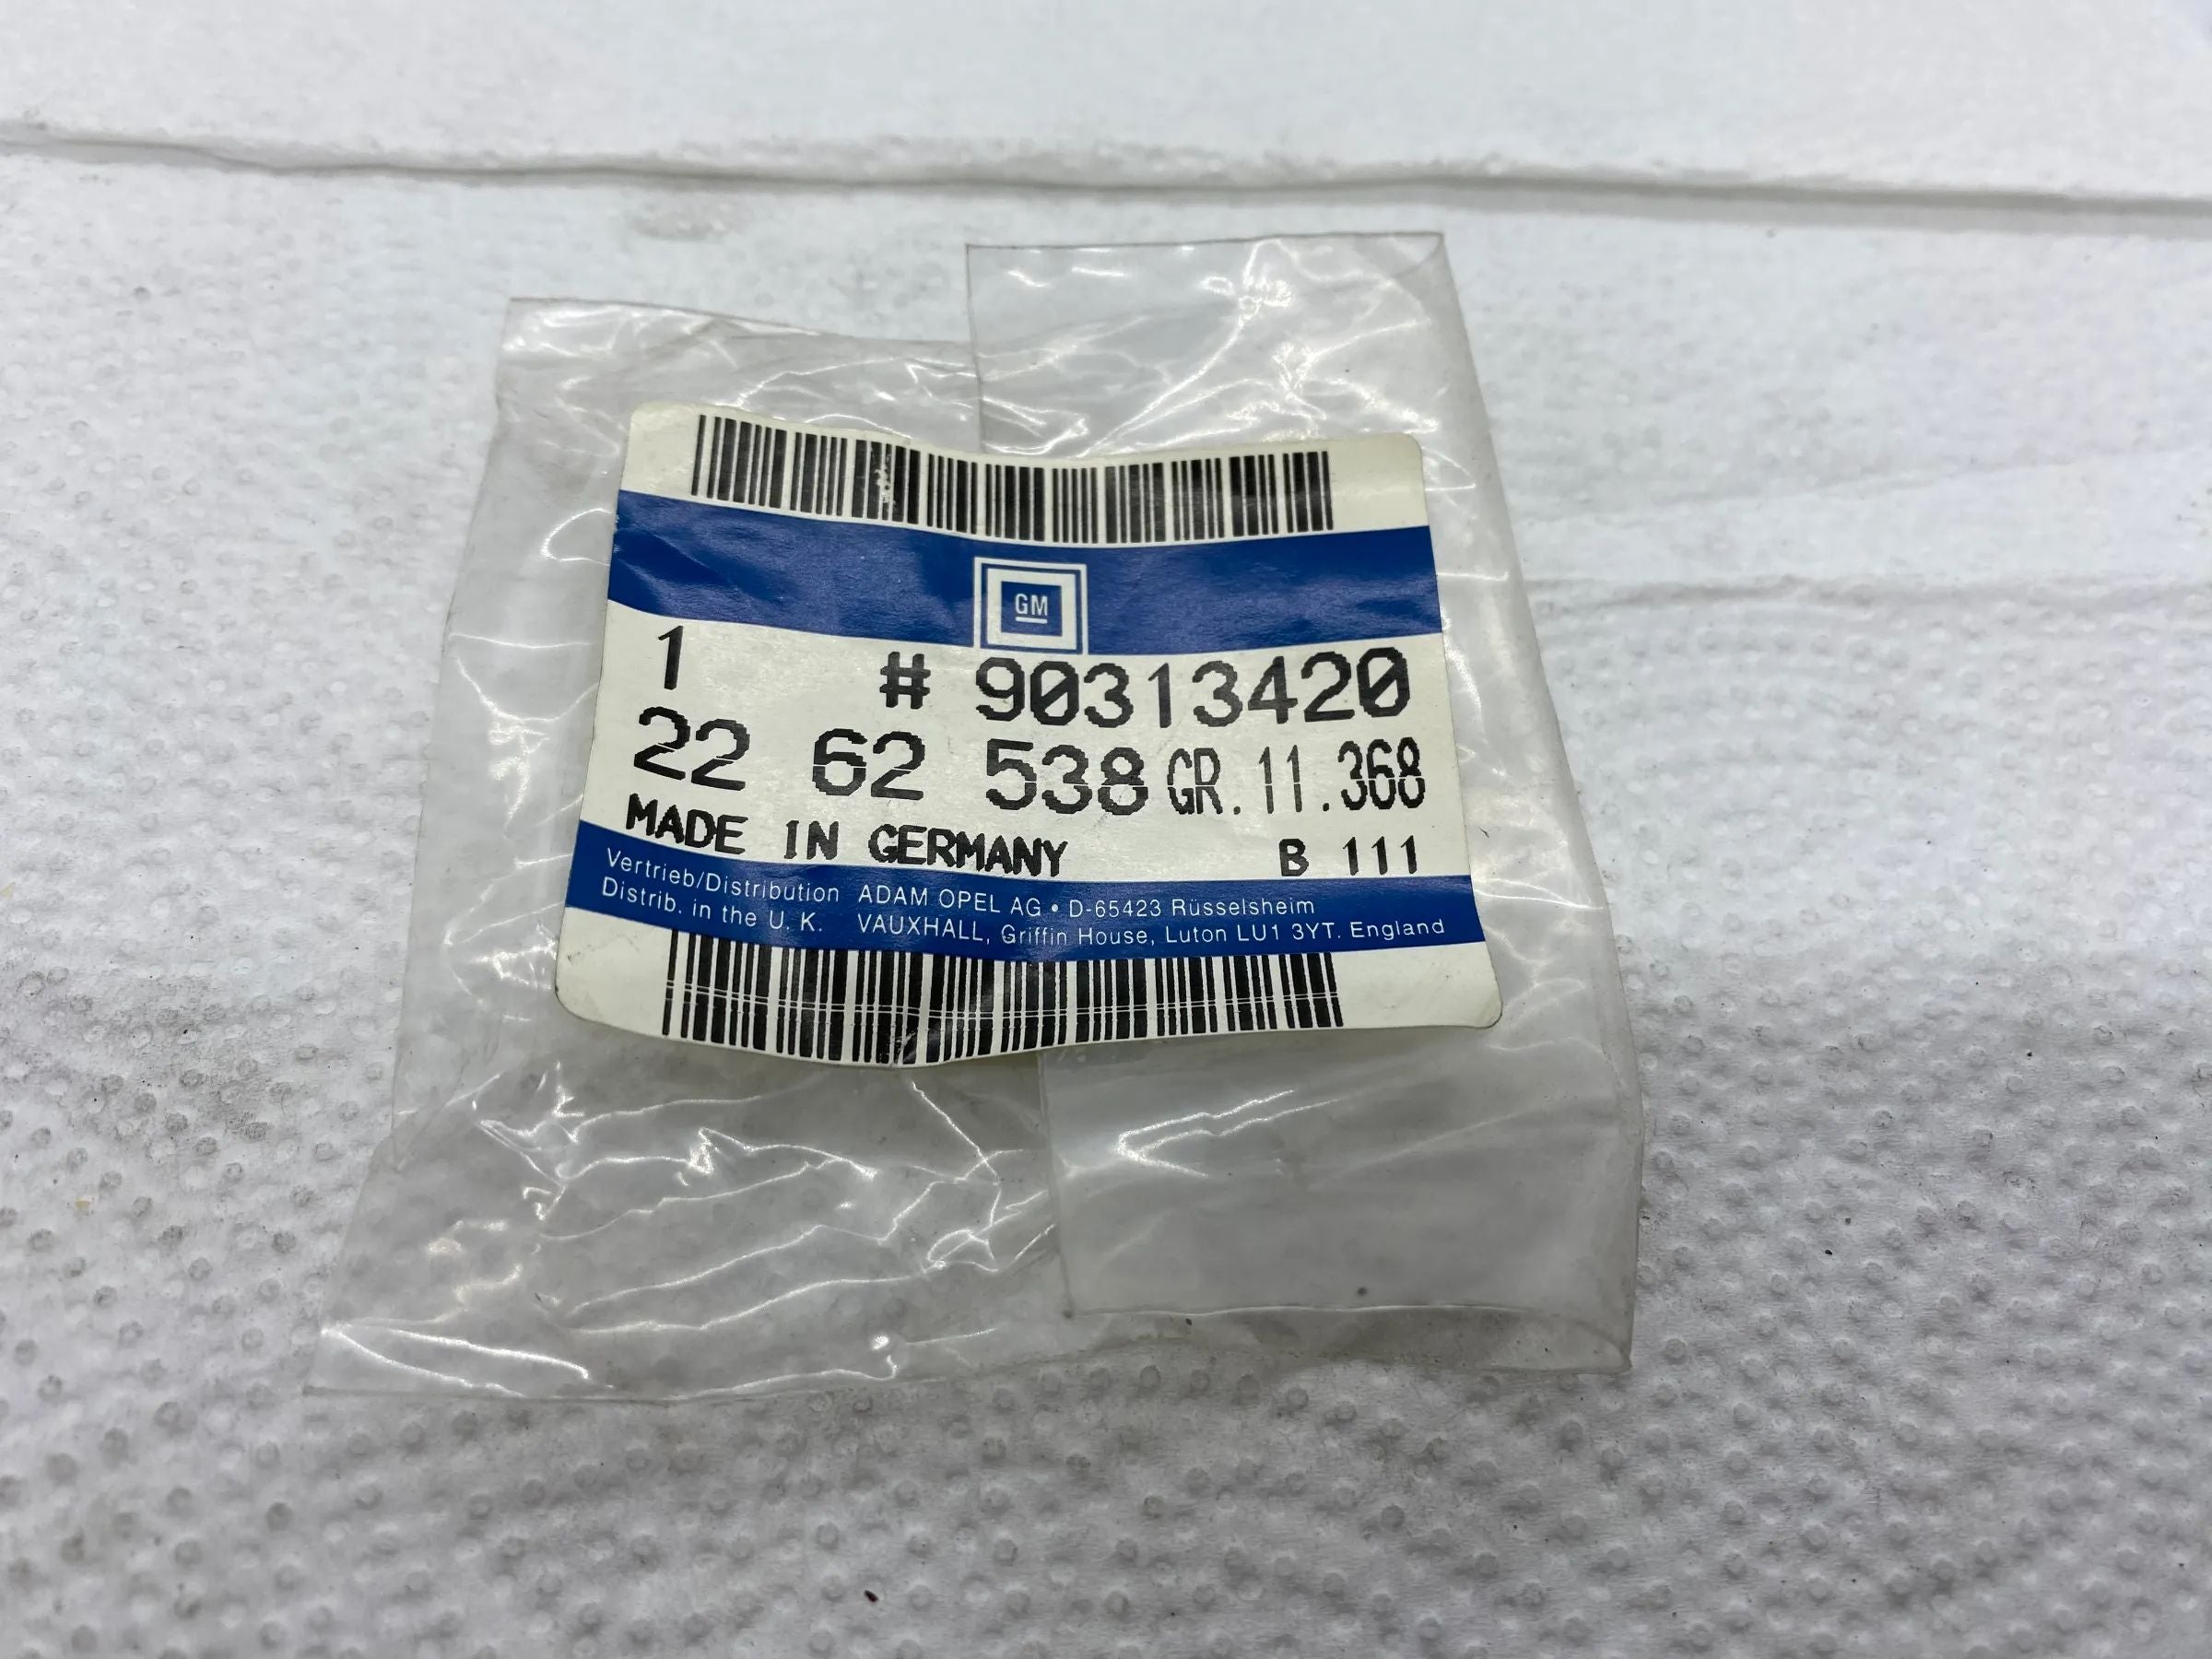 GM
1 # 90313420
22 62 538 GR. 11.368
MADE IN GERMANY B 111
Vertrieb/Distribution ADAM OPEL AG • D-65423 Rüsselsheim
Distrib. in the U. K. VAUXHALL, Griffin House, Luton LU1 3YT. England